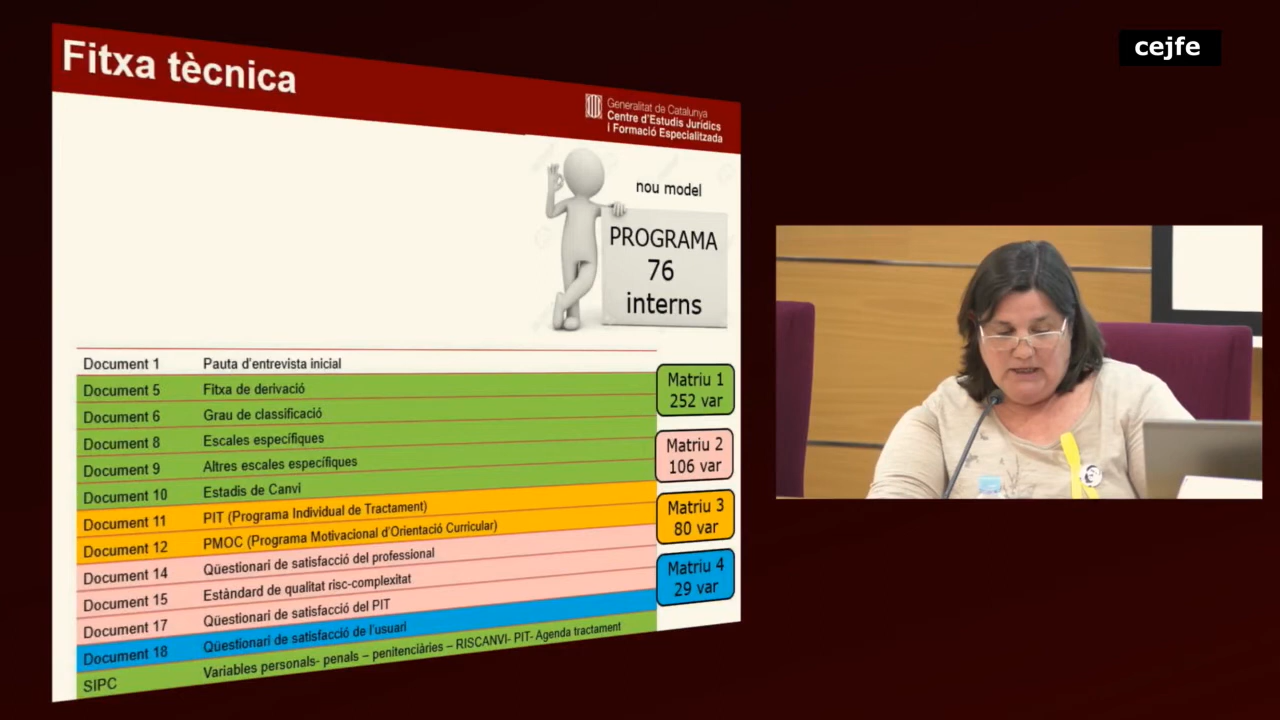 cejfe
Fitxa tècnica
Generalitat de Catalunya
Centre d'Estudis Jurídics
i Formació Especialitzada
nou model
PROGRAMA
76
interns
Document 1 Pauta d'entrevista inicial
Document 5 Fitxa de derivació
Document 6 Grau de classificació
Document 8 Escales específiques
Document 9 Altres escales específiques
Document 10 Estadis de Canvi
Document 11 PIT (Programa Individual de Tractament)
Document 12 PMOC (Programa Motivacional d'Orientació Curricular)
Document 14 Qüestionari de satisfacció del professional
Document 15 Estàndard de qualitat risc-complexitat
Document 17 Qüestionari de satisfacció del PIT
Document 18 Qüestionari de satisfacció de l'usuari
SIPC Variables personals- penals – penitenciàries – RISCANVI- PIT- Agenda tractament
Matriu 1
252 var
Matriu 2
106 var
Matriu 3
80 var
Matriu 4
29 var